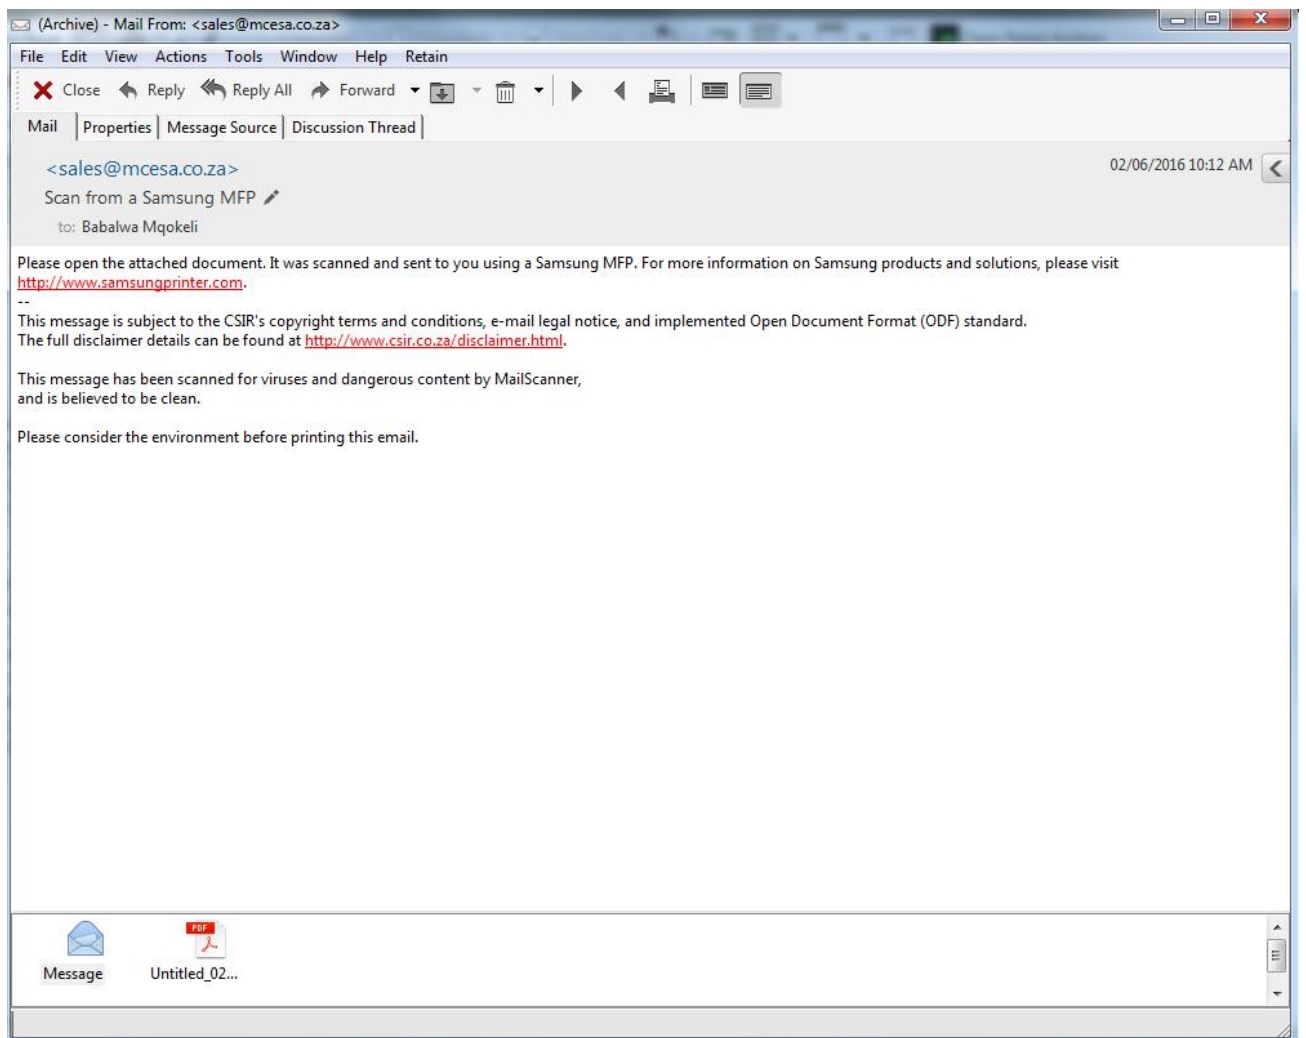 (Archive) - Mail From: <sales@mcesa.co.za>
File Edit View Actions Tools Window Help Retain
Close Reply Reply All Forward
Mail Properties Message Source Discussion Thread
<sales@mcesa.co.za> 02/06/2016 10:12 AM
Scan from a Samsung MFP
to: Babalwa Mqokeli
Please open the attached document. It was scanned and sent to you using a Samsung MFP. For more information on Samsung products and solutions, please visit
http://www.samsungprinter.com.
--
This message is subject to the CSIR's copyright terms and conditions, e-mail legal notice, and implemented Open Document Format (ODF) standard.
The full disclaimer details can be found at http://www.csir.co.za/disclaimer.html.
This message has been scanned for viruses and dangerous content by MailScanner,
and is believed to be clean.
Please consider the environment before printing this email.
PDF
Message Untitled_02...